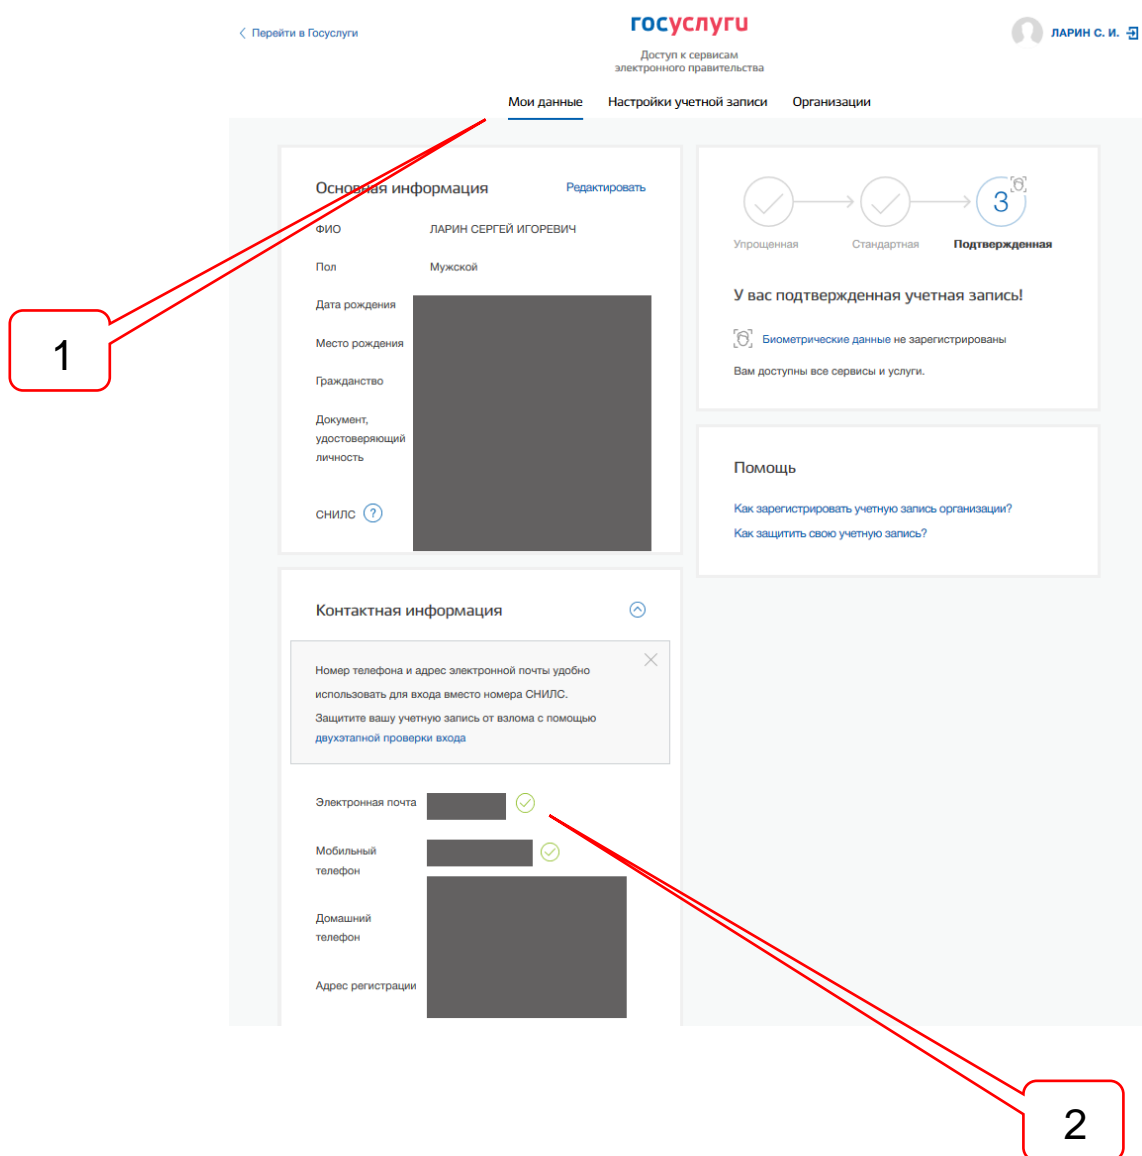 Перейти в Госуслуги
госуслуги
ЛАРИН С. И.
Доступ к сервисам
электронного правительства
Мои данные Настройки учетной записи Организации
Основная информация Редактировать
ФИО ЛАРИН СЕРГЕЙ ИГОРЕВИЧ
Пол Мужской
Дата рождения
Место рождения
Гражданство
Документ,
удостоверяющий
личность
СНИЛС ?
3
Упрощенная Стандартная Подтвержденная
У вас подтвержденная учетная запись!
Биометрические данные не зарегистрированы
Вам доступны все сервисы и услуги.
1
Помощь
Как зарегистрировать учетную запись организации?
Как защитить свою учетную запись?
Контактная информация
Номер телефона и адрес электронной почты удобно
использовать для входа вместо номера СНИЛС.
Защитите вашу учетную запись от взлома с помощью
двухэтапной проверки входа
Электронная почта
Мобильный
телефон
Домашний
телефон
Адрес регистрации
2